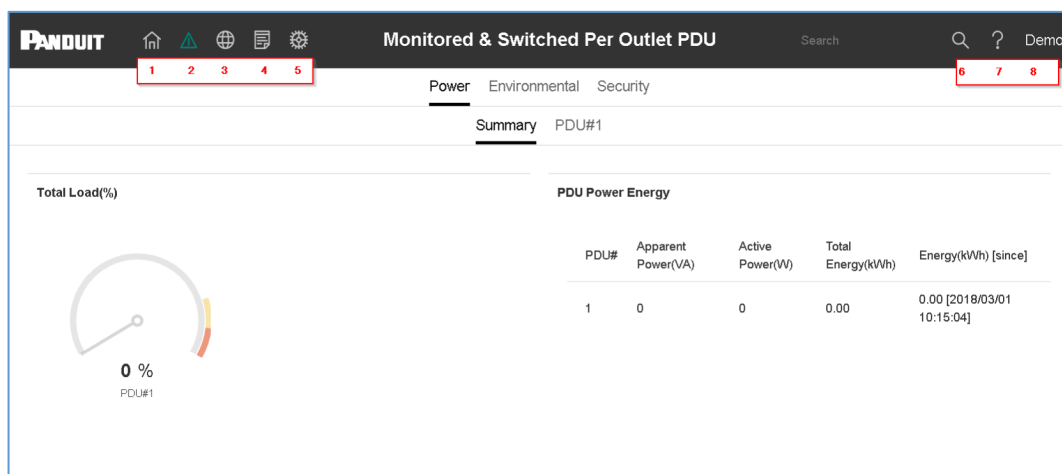 PANDUIT Monitored & Switched Per Outlet PDU Search ? Demo
1 2 3 4 5 6 7 8
Power Environmental Security
Summary PDU#1
Total Load(%)
0 %
PDU#1
PDU Power Energy
PDU# Apparent Power(VA) Active Power(W) Total Energy(kWh) Energy(kWh) [since]
1 0 0 0.00 0.00 [2018/03/01 10:15:04]